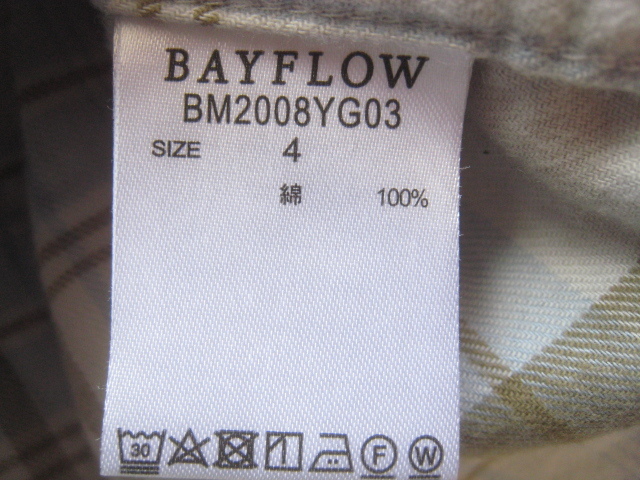 BAYFLOW
BM2008YG03
SIZE 4
綿 100%
30 F W